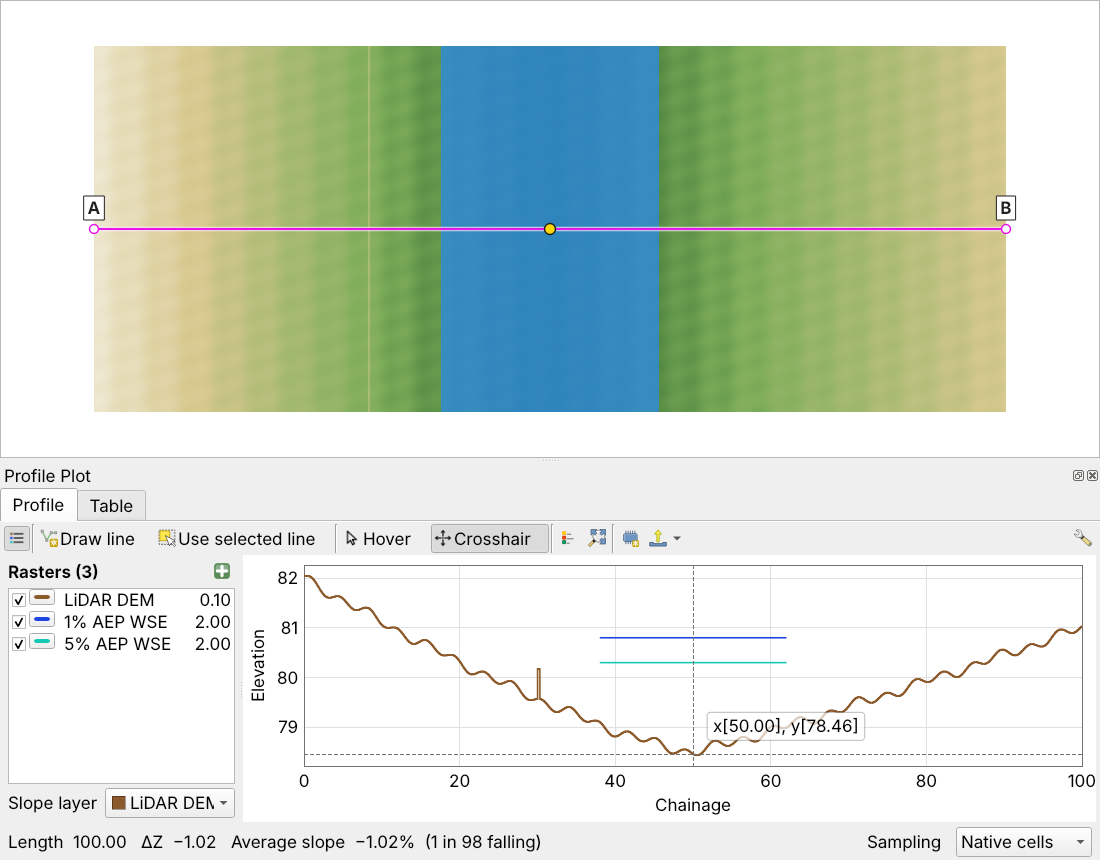 A
B
Profile Plot
Profile
Table
Draw line
Use selected line
Hover
Crosshair
Rasters (3)
LiDAR DEM 0.10
1% AEP WSE 2.00
5% AEP WSE 2.00
Slope layer
LiDAR DEM
Elevation
82
81
80
79
x[50.00], y[78.46]
0 20 40 60 80 100
Chainage
Length 100.00 ΔZ −1.02 Average slope −1.02% (1 in 98 falling)
Sampling Native cells